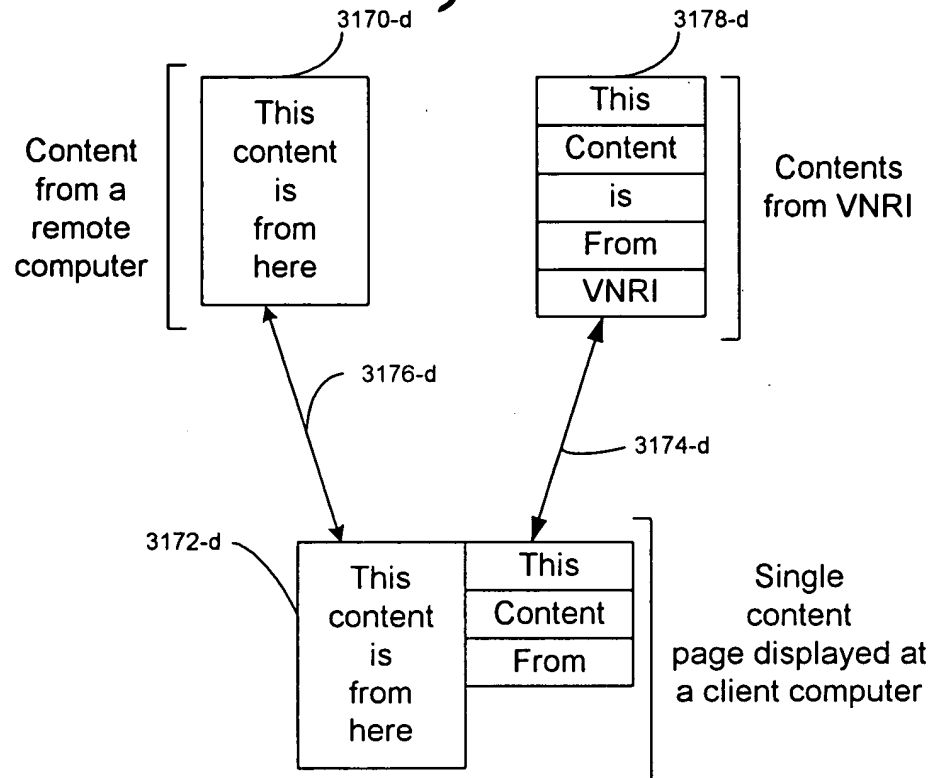 3170-d
3178-d
Content
from a
remote
computer
This
content
is
from
here
This
Content
is
From
VNRI
Contents
from VNRI
3176-d
3174-d
3172-d
This
content
is
from
here
This
Content
From
Single
content
page displayed at
a client computer